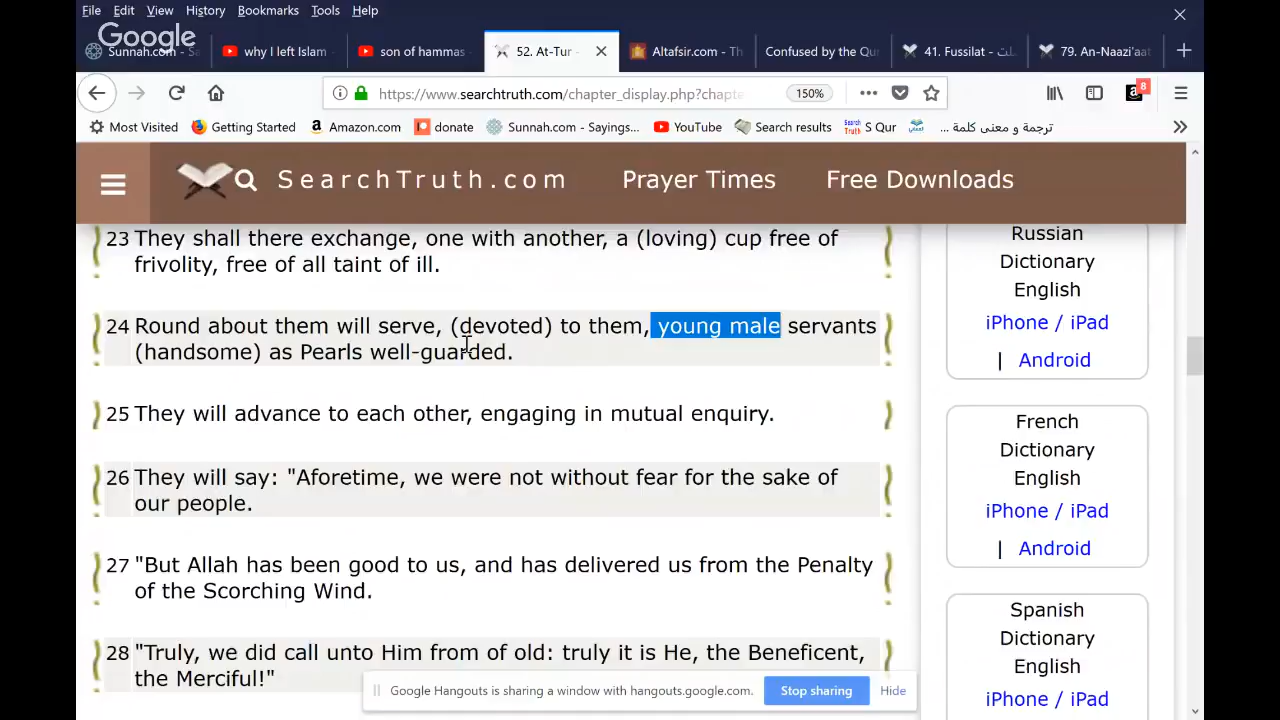 File Edit View History Bookmarks Tools Help
Google
Sunnah.com - Sa
why I left Islam -
son of hammas -
52. At-Tur -
Altafsir.com - Th
Confused by the Qu
41. Fussilat - فصلت
79. An-Naazi'aat
https://www.searchtruth.com/chapter_display.php?chapte
150%
8
Most Visited Getting Started Amazon.com donate Sunnah.com - Sayings... YouTube Search results S Qur ترجمة و معنى كلمة ...
SearchTruth.com Prayer Times Free Downloads
23 They shall there exchange, one with another, a (loving) cup free of
frivolity, free of all taint of ill.
24 Round about them will serve, (devoted) to them, young male servants
(handsome) as Pearls well-guarded.
25 They will advance to each other, engaging in mutual enquiry.
26 They will say: "Aforetime, we were not without fear for the sake of
our people.
27 "But Allah has been good to us, and has delivered us from the Penalty
of the Scorching Wind.
28 "Truly, we did call unto Him from of old: truly it is He, the Beneficent,
the Merciful!"
Russian
Dictionary
English
iPhone / iPad
| Android
French
Dictionary
English
iPhone / iPad
| Android
Spanish
Dictionary
English
iPhone / iPad
Google Hangouts is sharing a window with hangouts.google.com. Stop sharing Hide